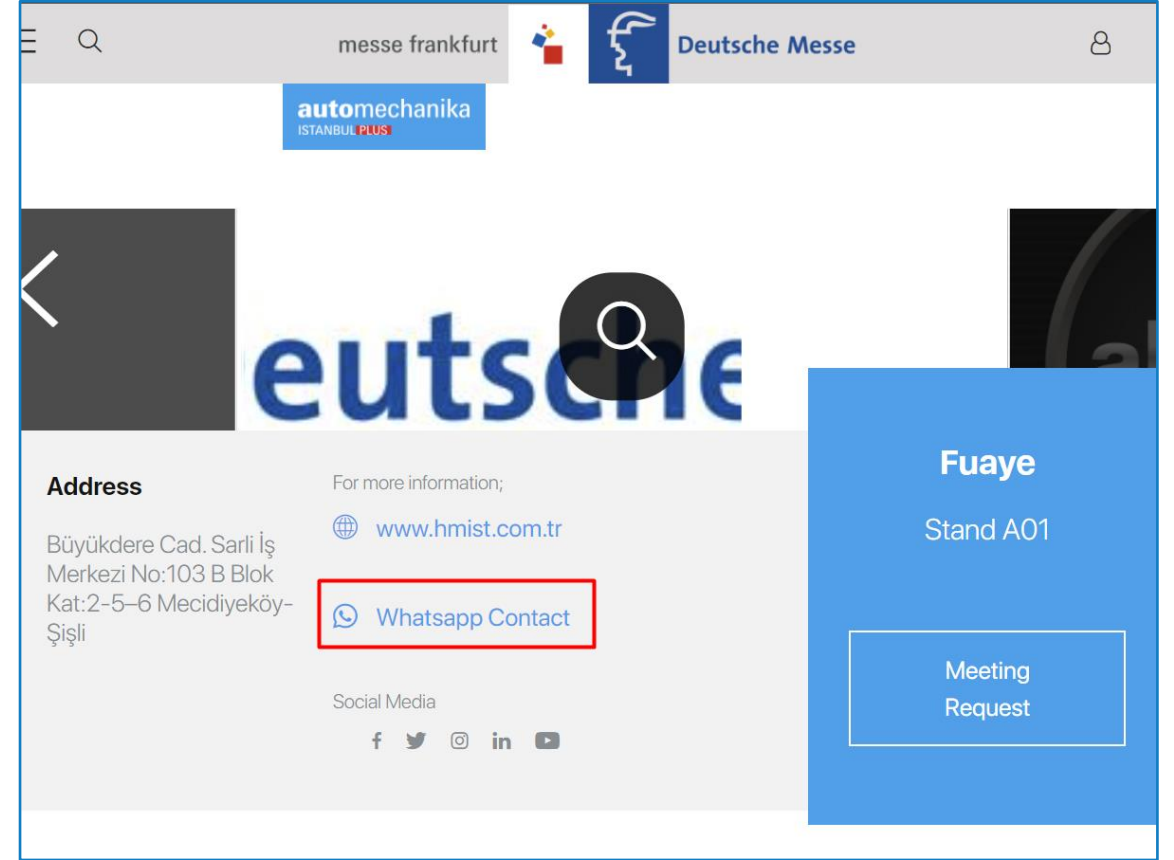 messe frankfurt
Deutsche Messe
automechanika
ISTANBUL PLUS
eutsche
Address
Büyükdere Cad. Sarli İş
Merkezi No:103 B Blok
Kat:2-5–6 Mecidiyeköy-
Şişli
For more information;
www.hmist.com.tr
Whatsapp Contact
Social Media
Fuaye
Stand A01
Meeting
Request